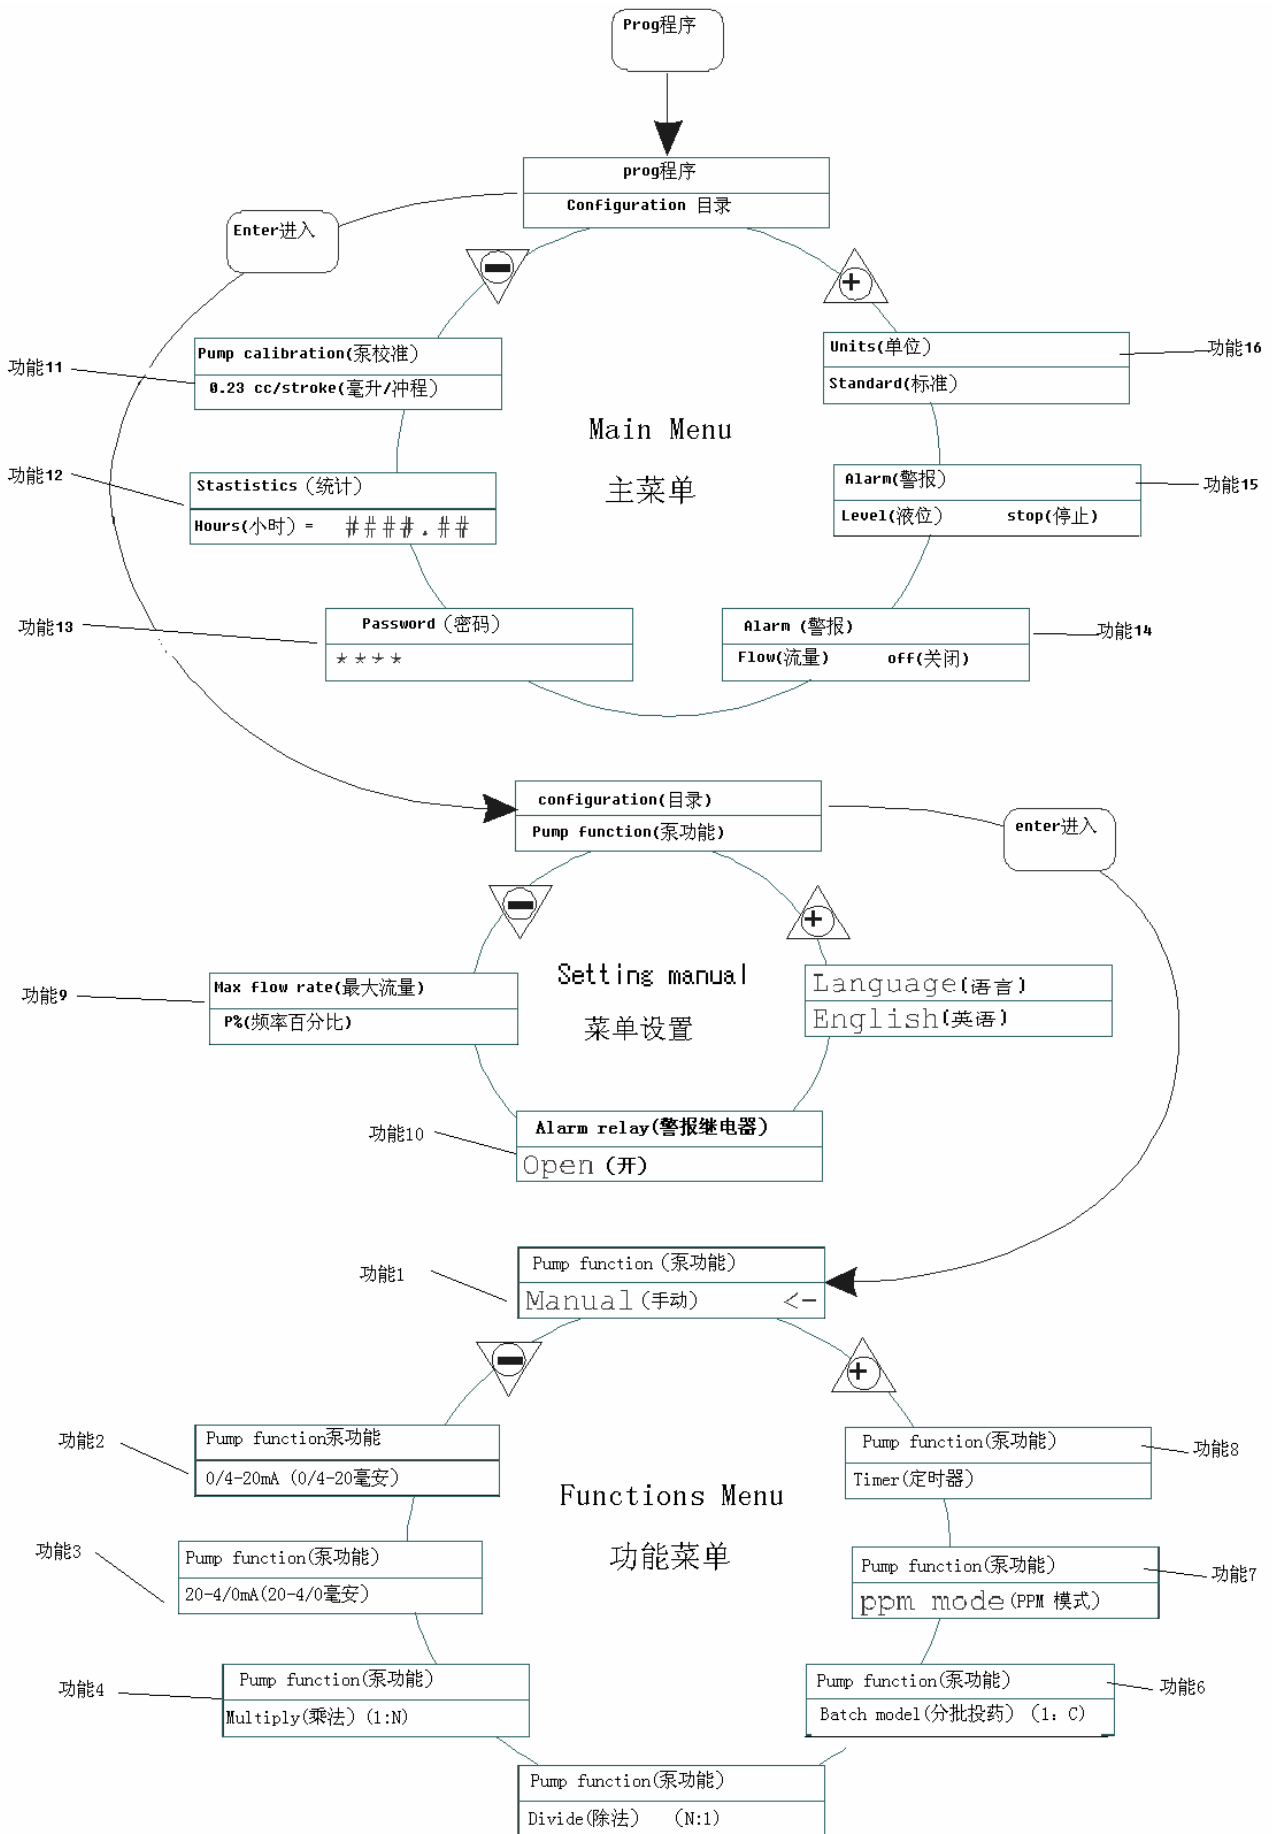 Prog程序
prog程序
Configuration 目录
Enter进入
Pump calibration(泵校准)
0.23 cc/stroke(毫升/冲程)
功能11
Units(单位)
Standard(标准)
功能16
Main Menu
主菜单
Stastistics (统计)
Hours(小时) = ####.##
功能12
Alarm(警报)
Level(液位) stop(停止)
功能15
Password (密码)
****
功能13
Alarm (警报)
Flow(流量) off(关闭)
功能14
configuration(目录)
Pump function(泵功能)
enter进入
Setting manual
菜单设置
Max flow rate(最大流量)
P%(频率百分比)
功能9
Language(语言)
English(英语)
Alarm relay(警报继电器)
Open (开)
功能10
Pump function (泵功能)
Manual (手动) <-
功能1
Pump function泵功能
0/4-20mA (0/4-20毫安)
功能2
Pump function(泵功能)
Timer(定时器)
功能8
Functions Menu
功能菜单
Pump function(泵功能)
20-4/0mA(20-4/0毫安)
功能3
Pump function(泵功能)
ppm mode(PPM 模式)
功能7
Pump function(泵功能)
Multiply(乘法) (1:N)
功能4
Pump function(泵功能)
Batch model(分批投药) (1: C)
功能6
Pump function(泵功能)
Divide(除法) (N:1)